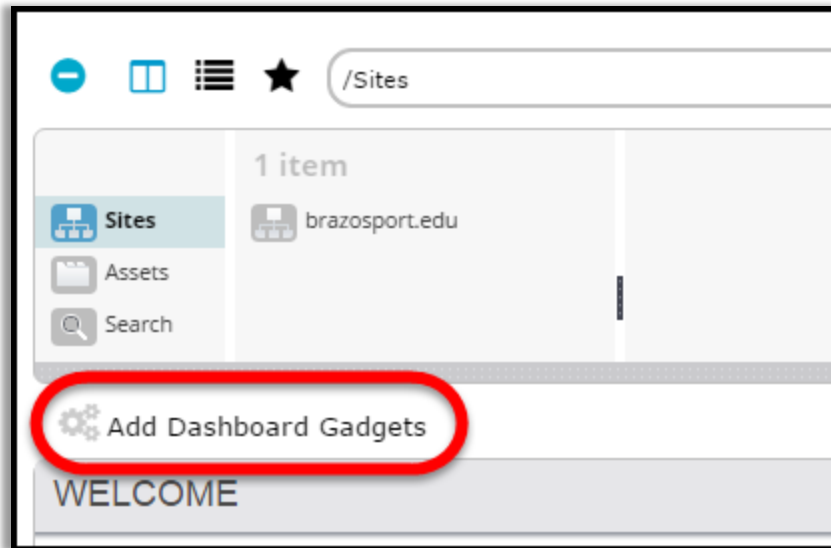 /Sites
1 item
Sites
brazosport.edu
Assets
Search
Add Dashboard Gadgets
WELCOME